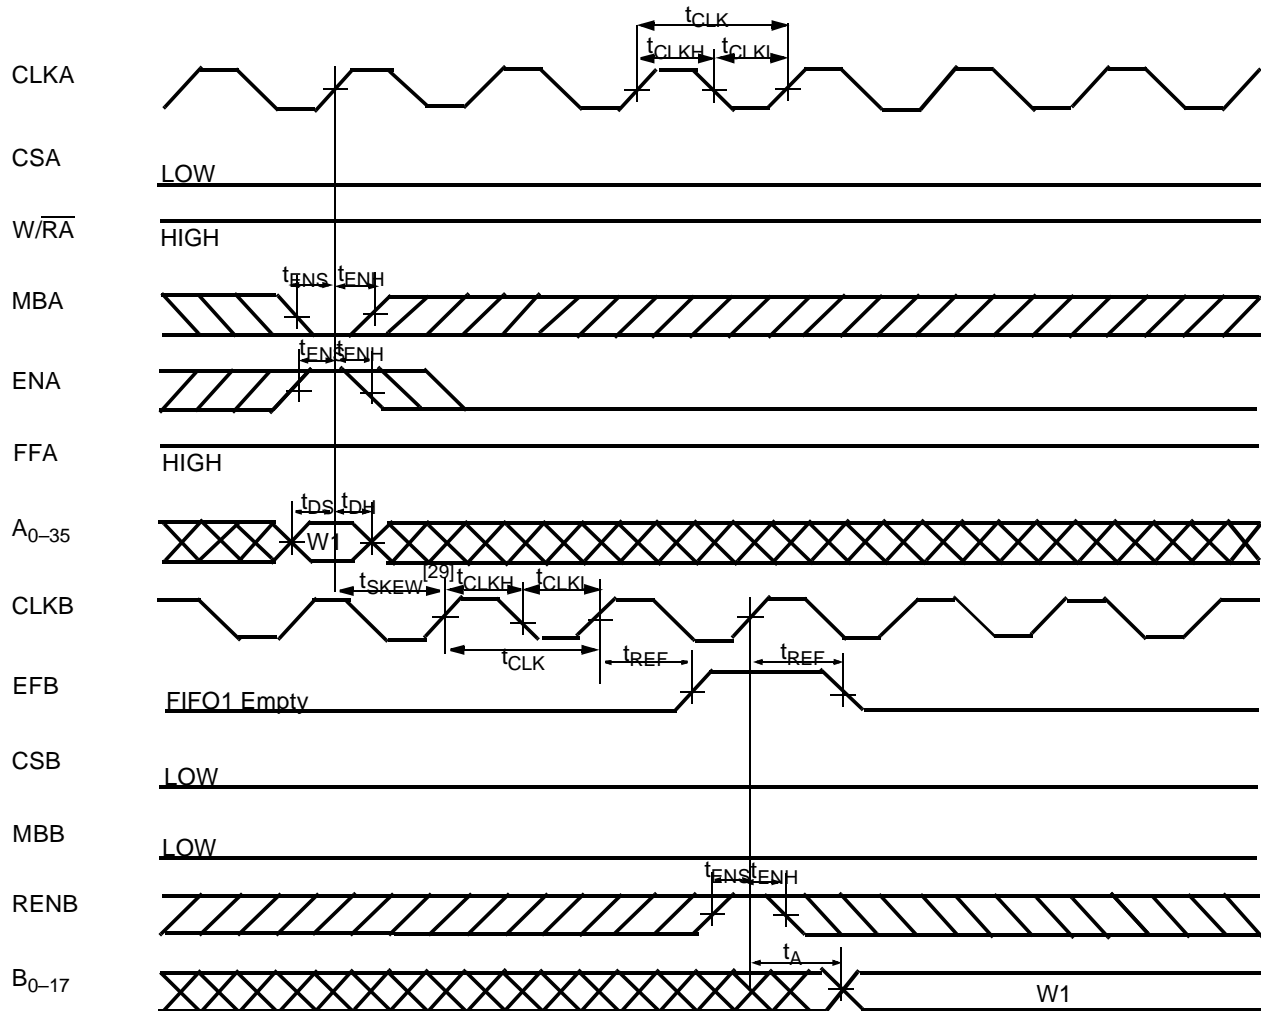 tCLK
tCLKH tCLKL
CLKA
CSA
LOW
W/RA
HIGH
tENS tENH
MBA
tENS tENH
ENA
FFA
HIGH
tDS tDH
A0–35
W1
tSKEW[29] tCLKH tCLKL
CLKB
tCLK tREF tREF
EFB
FIFO1 Empty
CSB
LOW
MBB
LOW
tENS tENH
RENB
tA
B0–17
W1